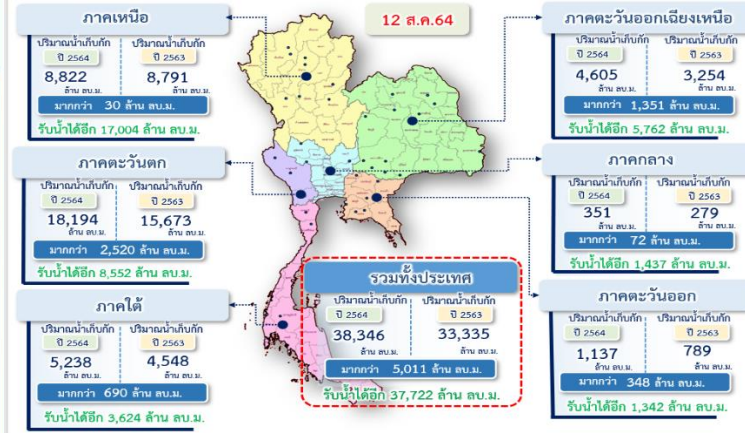 12 ส.ค.64
ภาคเหนือ
ปริมาณน้ำเก็บกัก ปริมาณน้ำเก็บกัก
ปี 2564 ปี 2563
8,822 8,791
ล้าน ลบ.ม. ล้าน ลบ.ม.
มากกว่า 30 ล้าน ลบ.ม.
รับน้ำได้อีก 17,004 ล้าน ลบ.ม.
ภาคตะวันออกเฉียงเหนือ
ปริมาณน้ำเก็บกัก ปริมาณน้ำเก็บกัก
ปี 2564 ปี 2563
4,605 3,254
ล้าน ลบ.ม. ล้าน ลบ.ม.
มากกว่า 1,351 ล้าน ลบ.ม.
รับน้ำได้อีก 5,762 ล้าน ลบ.ม.
ภาคตะวันตก
ปริมาณน้ำเก็บกัก ปริมาณน้ำเก็บกัก
ปี 2564 ปี 2563
18,194 15,673
ล้าน ลบ.ม. ล้าน ลบ.ม.
มากกว่า 2,520 ล้าน ลบ.ม.
รับน้ำได้อีก 8,552 ล้าน ลบ.ม.
ภาคกลาง
ปริมาณน้ำเก็บกัก ปริมาณน้ำเก็บกัก
ปี 2564 ปี 2563
351 279
ล้าน ลบ.ม. ล้าน ลบ.ม.
มากกว่า 72 ล้าน ลบ.ม.
รับน้ำได้อีก 1,437 ล้าน ลบ.ม.
ภาคใต้
ปริมาณน้ำเก็บกัก ปริมาณน้ำเก็บกัก
ปี 2564 ปี 2563
5,238 4,548
ล้าน ลบ.ม. ล้าน ลบ.ม.
มากกว่า 690 ล้าน ลบ.ม.
รับน้ำได้อีก 3,624 ล้าน ลบ.ม.
รวมทั้งประเทศ
ปริมาณน้ำเก็บกัก ปริมาณน้ำเก็บกัก
ปี 2564 ปี 2563
38,346 33,335
ล้าน ลบ.ม. ล้าน ลบ.ม.
มากกว่า 5,011 ล้าน ลบ.ม.
รับน้ำได้อีก 37,722 ล้าน ลบ.ม.
ภาคตะวันออก
ปริมาณน้ำเก็บกัก ปริมาณน้ำเก็บกัก
ปี 2564 ปี 2563
1,137 789
ล้าน ลบ.ม. ล้าน ลบ.ม.
มากกว่า 348 ล้าน ลบ.ม.
รับน้ำได้อีก 1,342 ล้าน ลบ.ม.